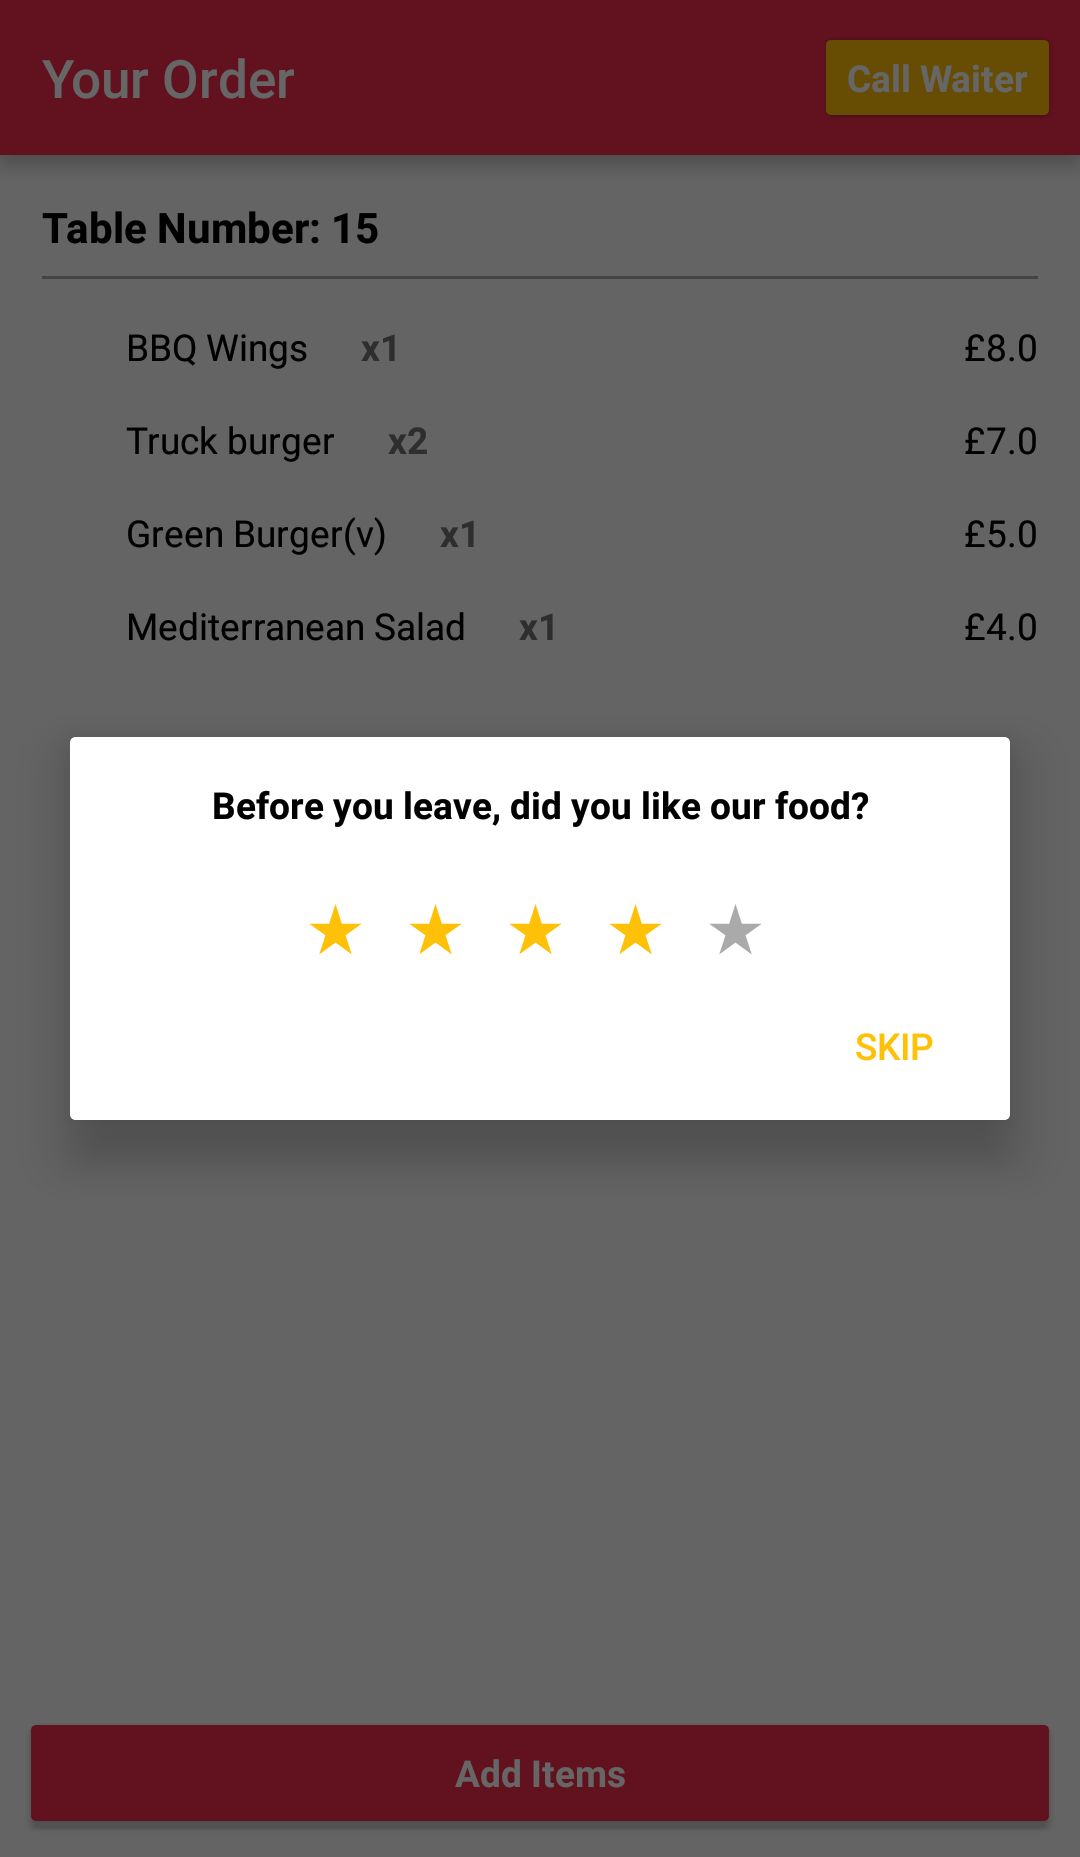 Your Order
Call Waiter
Table Number: 15
BBQ Wings x1 £8.0
Truck burger x2 £7.0
Green Burger(v) x1 £5.0
Mediterranean Salad x1 £4.0
Before you leave, did you like our food?
SKIP
Add Items